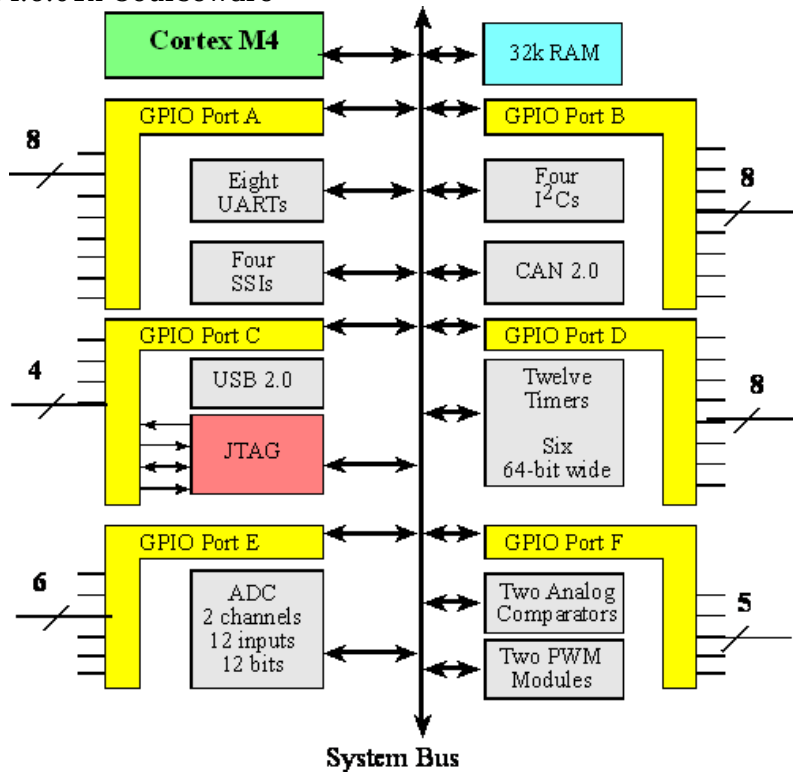 Courseware
Cortex M4
32k RAM
GPIO Port A
GPIO Port B
8
Eight
UARTs
Four
I²Cs
8
Four
SSIs
CAN 2.0
GPIO Port C
GPIO Port D
4
USB 2.0
JTAG
Twelve
Timers
Six
64-bit wide
8
GPIO Port E
GPIO Port F
6
ADC
2 channels
12 inputs
12 bits
Two Analog
Comparators
5
Two PWM
Modules
System Bus